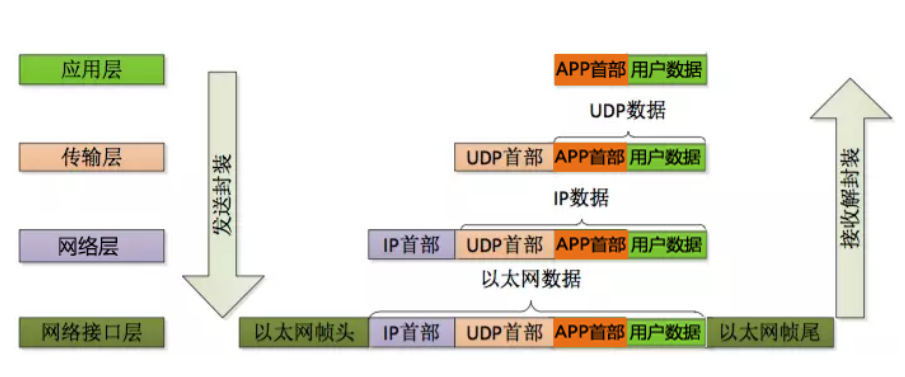 应用层
APP首部 用户数据
UDP数据
传输层
UDP首部 APP首部 用户数据
IP数据
网络层
IP首部 UDP首部 APP首部 用户数据
以太网数据
网络接口层
以太网帧头 IP首部 UDP首部 APP首部 用户数据 以太网帧尾
发送封装
接收解封装